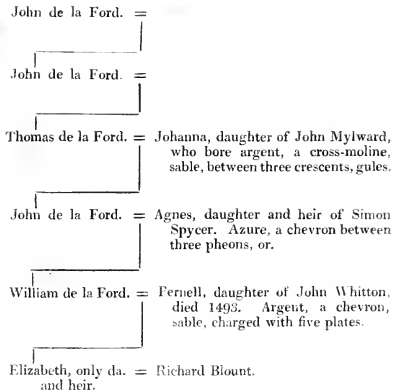 John de la Ford. =
John de la Ford. =
Thomas de la Ford. = Johanna, daughter of John Mylward,
who bore argent, a cross-moline,
sable, between three crescents, gules.
John de la Ford. = Agnes, daughter and heir of Simon
Spycer. Azure, a chevron between
three pheons, or.
William de la Ford. = Fernell, daughter of John Whitton,
died 1493. Argent, a chevron,
sable, charged with five plates.
Elizabeth, only da. = Richard Blount.
and heir.